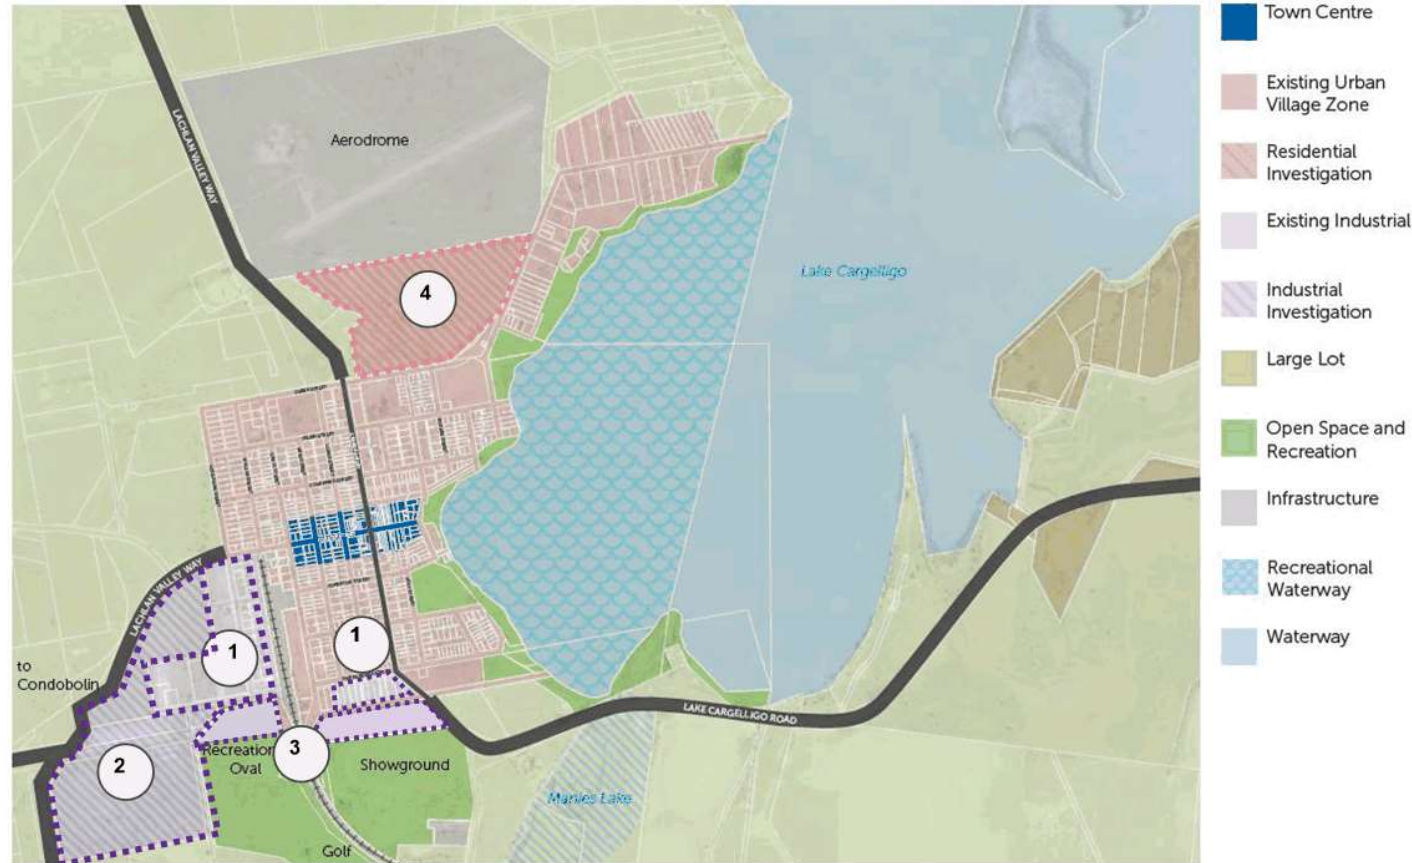 Aerodrome
LACHLAN VALLEY WAY
4
Lake Cargelligo
LACHLAN VALLEY WAY
to
Condobolin
1
1
2
Recreation
Oval
3
Showground
LAKE CARGELLIGO ROAD
Manies Lake
Golf
Town Centre
Existing Urban
Village Zone
Residential
Investigation
Existing Industrial
Industrial
Investigation
Large Lot
Open Space and
Recreation
Infrastructure
Recreational
Waterway
Waterway